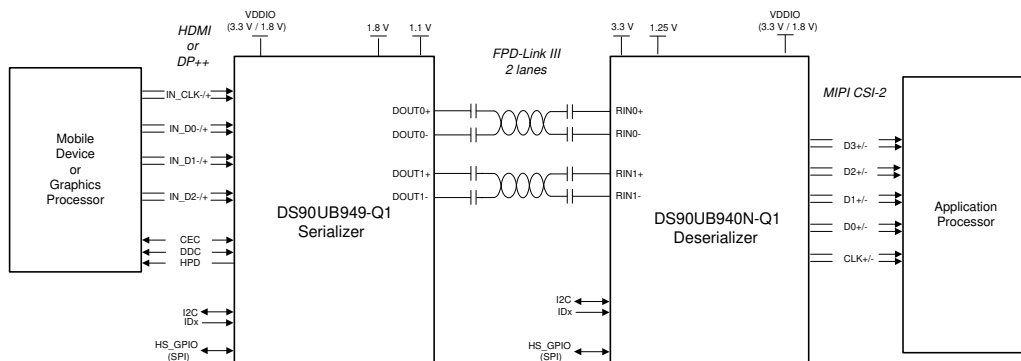 HDMI
or
DP++
VDDIO
(3.3 V / 1.8 V)
1.8 V
1.1 V
FPD-Link III
2 lanes
3.3 V
1.25 V
VDDIO
(3.3 V / 1.8 V)
MIPI CSI-2
Mobile
Device
or
Graphics
Processor
IN_CLK-/+
IN_D0-/+
IN_D1-/+
IN_D2-/+
CEC
DDC
HPD
I2C
IDx
HS_GPIO
(SPI)
DS90UB949-Q1
Serializer
DOUT0+
DOUT0-
DOUT1+
DOUT1-
RIN0+
RIN0-
RIN1+
RIN1-
I2C
IDx
HS_GPIO
(SPI)
DS90UB940N-Q1
Deserializer
D3+/-
D2+/-
D1+/-
D0+/-
CLK+/-
Application
Processor